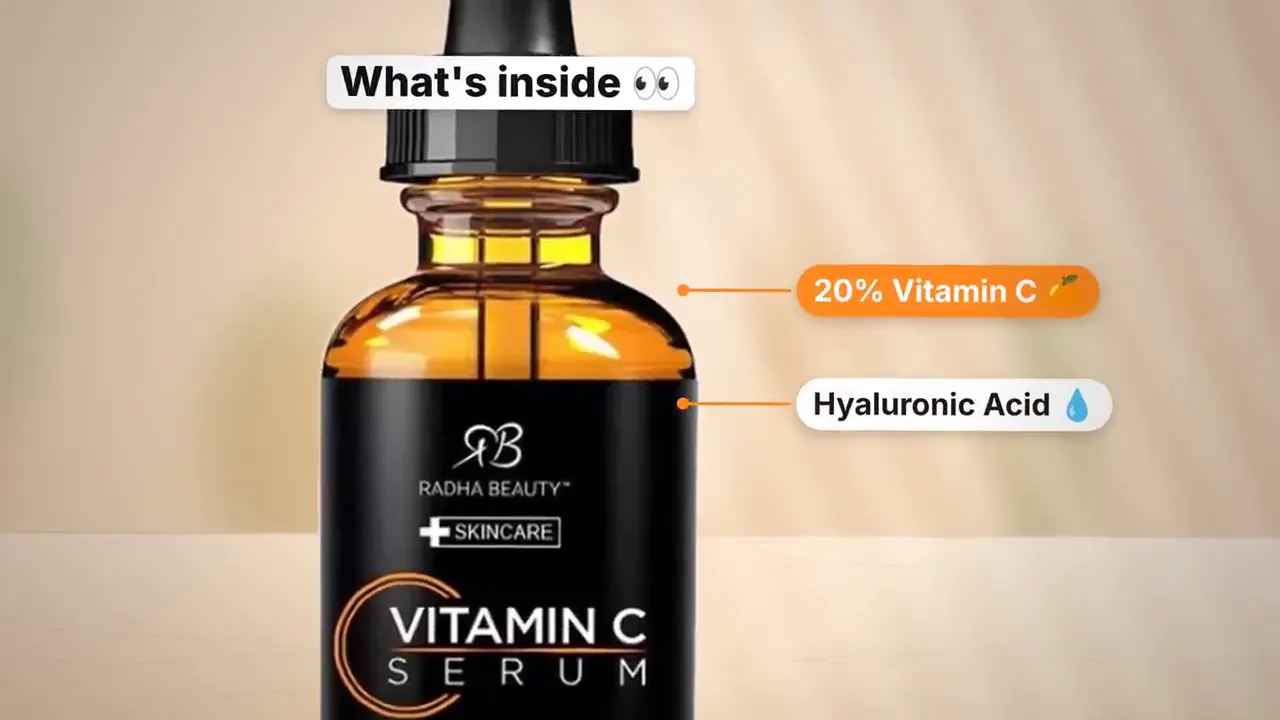 What's inside 👀
20% Vitamin C 🍊
Hyaluronic Acid 💧
RB
RADHA BEAUTY™
SKINCARE
VITAMIN C
SERUM